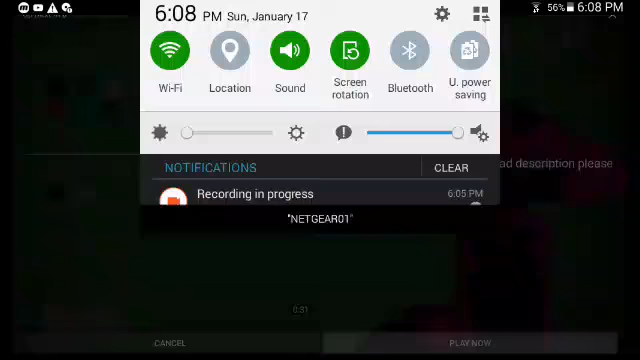 56% 6:08 PM
6:08 PM Sun, January 17
Wi-Fi
Location
Sound
Screen rotation
Bluetooth
U. power saving
NOTIFICATIONS
CLEAR
Recording in progress
6:05 PM
ad description please
"NETGEAR01"
0:31
CANCEL
PLAY NOW